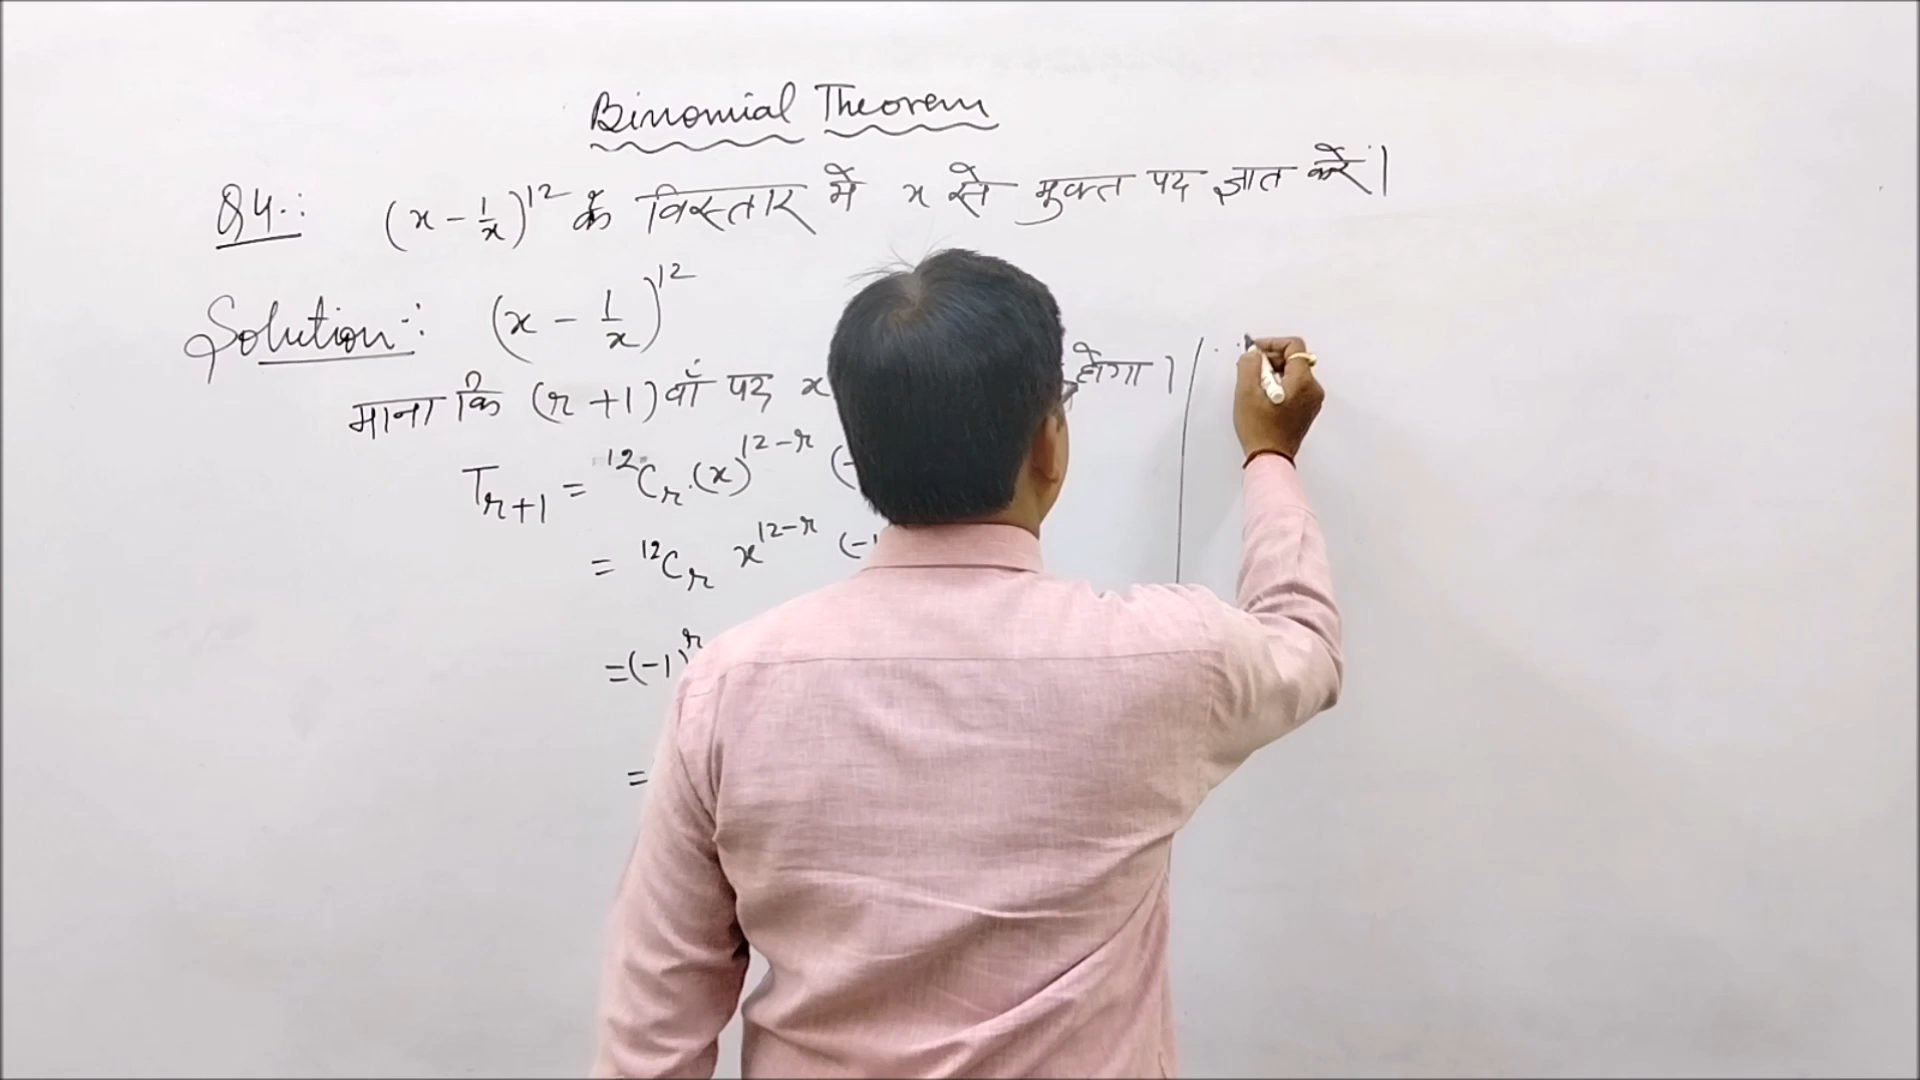 Binomial Theorem
Q4.: (x - 1/x)^12 के विस्तार में x से मुक्त पद ज्ञात करें।
Solution: (x - 1/x)^12
माना कि (r+1) वाँ पद x होगा।
T_{r+1} = ^12C_r.(x)^{12-r} (-
= ^12C_r x^{12-r} (-1
=(-1)^r
=